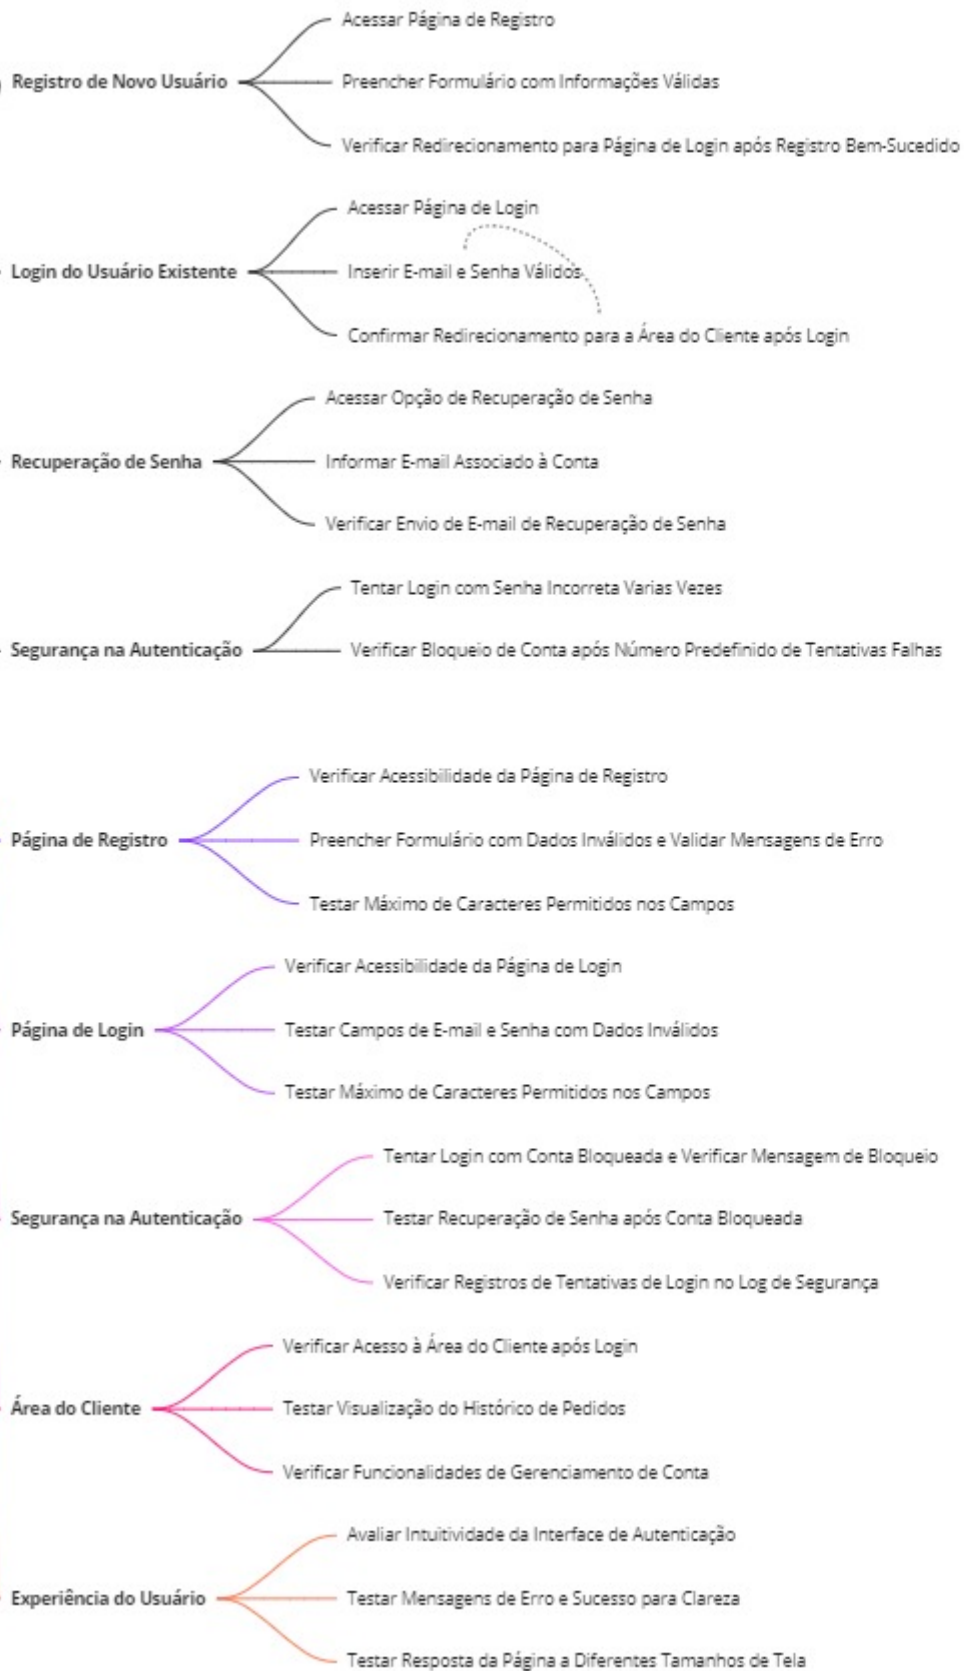 Registro de Novo Usuário
Acessar Página de Registro
Preencher Formulário com Informações Válidas
Verificar Redirecionamento para Página de Login após Registro Bem-Sucedido
Login do Usuário Existente
Acessar Página de Login
Inserir E-mail e Senha Válidos
Confirmar Redirecionamento para a Área do Cliente após Login
Recuperação de Senha
Acessar Opção de Recuperação de Senha
Informar E-mail Associado à Conta
Verificar Envio de E-mail de Recuperação de Senha
Segurança na Autenticação
Tentar Login com Senha Incorreta Varias Vezes
Verificar Bloqueio de Conta após Número Predefinido de Tentativas Falhas
Página de Registro
Verificar Acessibilidade da Página de Registro
Preencher Formulário com Dados Inválidos e Validar Mensagens de Erro
Testar Máximo de Caracteres Permitidos nos Campos
Página de Login
Verificar Acessibilidade da Página de Login
Testar Campos de E-mail e Senha com Dados Inválidos
Testar Máximo de Caracteres Permitidos nos Campos
Segurança na Autenticação
Tentar Login com Conta Bloqueada e Verificar Mensagem de Bloqueio
Testar Recuperação de Senha após Conta Bloqueada
Verificar Registros de Tentativas de Login no Log de Segurança
Área do Cliente
Verificar Acesso à Área do Cliente após Login
Testar Visualização do Histórico de Pedidos
Verificar Funcionalidades de Gerenciamento de Conta
Experiência do Usuário
Avaliar Intuitividade da Interface de Autenticação
Testar Mensagens de Erro e Sucesso para Clareza
Testar Resposta da Página a Diferentes Tamanhos de Tela